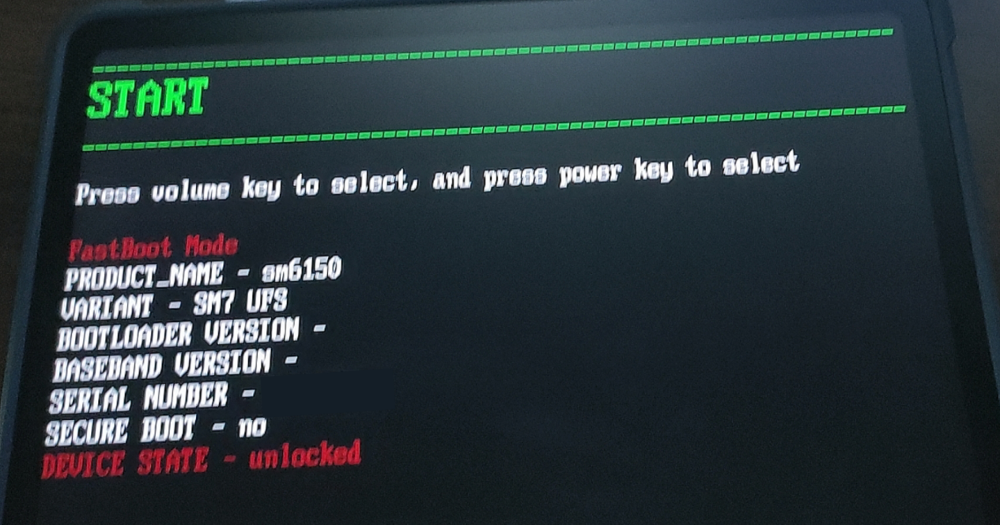 START
Press volume key to select, and press power key to select
FastBoot Mode
PRODUCT_NAME - sm6150
VARIANT - SM7 UFS
BOOTLOADER VERSION -
BASEBAND VERSION -
SERIAL NUMBER -
SECURE BOOT - no
DEVICE STATE - unlocked